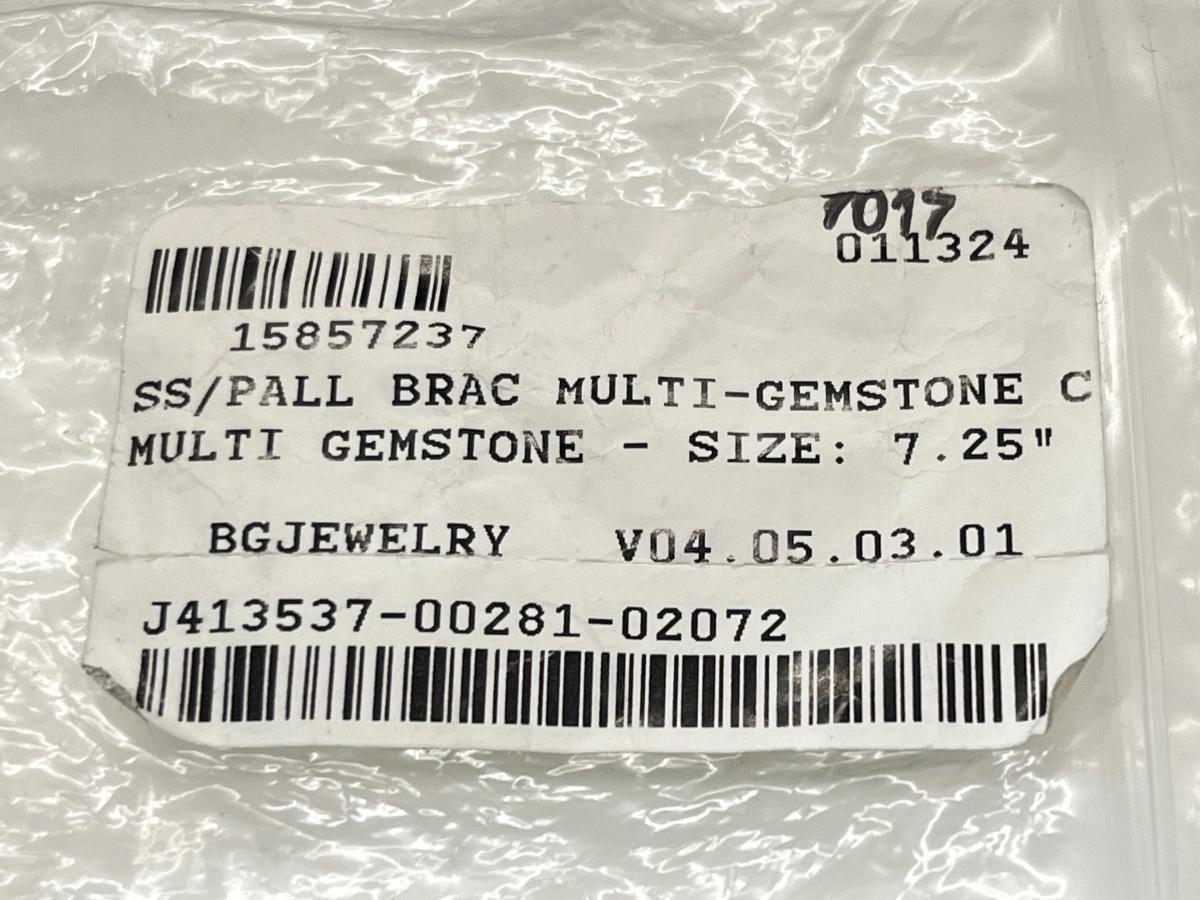 7017
011324
15857237
SS/PALL BRAC MULTI-GEMSTONE C
MULTI GEMSTONE - SIZE: 7.25"
BGJEWELRY V04.05.03.01
J413537-00281-02072